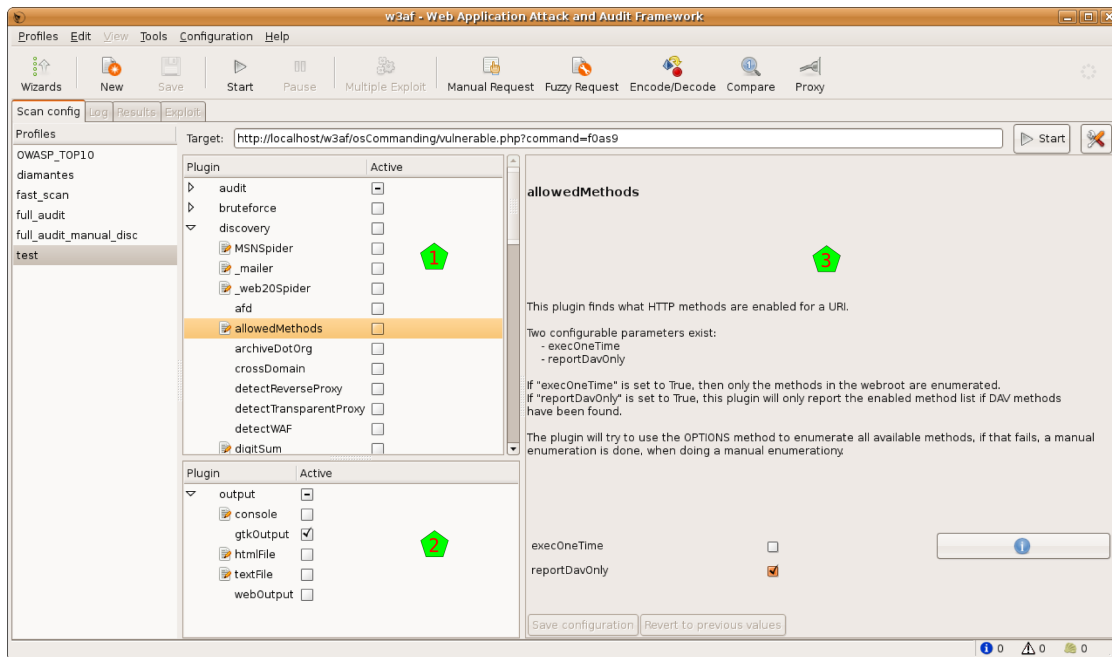 w3af - Web Application Attack and Audit Framework
Profiles Edit View Tools Configuration Help
Wizards New Save Start Pause Multiple Exploit Manual Request Fuzzy Request Encode/Decode Compare Proxy
Scan config Log Results Exploit
Profiles
OWASP_TOP10
diamantes
fast_scan
full_audit
full_audit_manual_disc
test
Target: http://localhost/w3af/osCommanding/vulnerable.php?command=f0as9 Start
Plugin Active
audit
bruteforce
discovery
MSNSpider
_mailer
_web20Spider
afd
allowedMethods
archiveDotOrg
crossDomain
detectReverseProxy
detectTransparentProxy
detectWAF
digitSum
1
Plugin Active
output
console
gtkOutput
htmlFile
textFile
webOutput
2
allowedMethods
3
This plugin finds what HTTP methods are enabled for a URI.
Two configurable parameters exist:
- execOneTime
- reportDavOnly
If "execOneTime" is set to True, then only the methods in the webroot are enumerated.
If "reportDavOnly" is set to True, this plugin will only report the enabled method list if DAV methods
have been found.
The plugin will try to use the OPTIONS method to enumerate all available methods, if that fails, a manual
enumeration is done, when doing a manual enumerationy.
execOneTime
reportDavOnly
Save configuration Revert to previous values
0 0 0